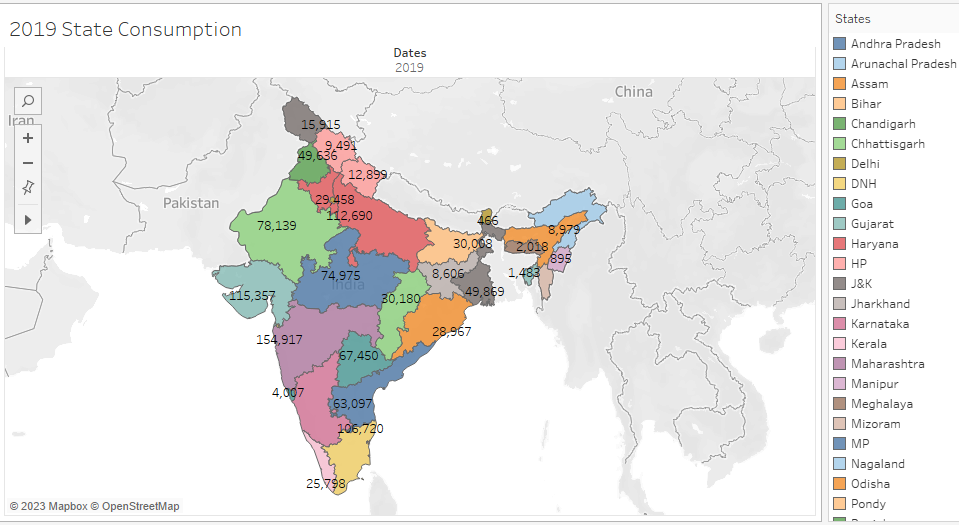 2019 State Consumption
Dates
2019
China
Iran
Pakistan
India
15,915
9,491
49,636
12,899
29,458
112,690
78,139
466
30,008
8,979
2,018
895
1,483
74,975
8,606
49,869
115,357
30,180
28,967
154,917
67,450
4,007
63,097
106,720
25,798
© 2023 Mapbox © OpenStreetMap
States
Andhra Pradesh
Arunachal Pradesh
Assam
Bihar
Chandigarh
Chhattisgarh
Delhi
DNH
Goa
Gujarat
Haryana
HP
J&K
Jharkhand
Karnataka
Kerala
Maharashtra
Manipur
Meghalaya
Mizoram
MP
Nagaland
Odisha
Pondy